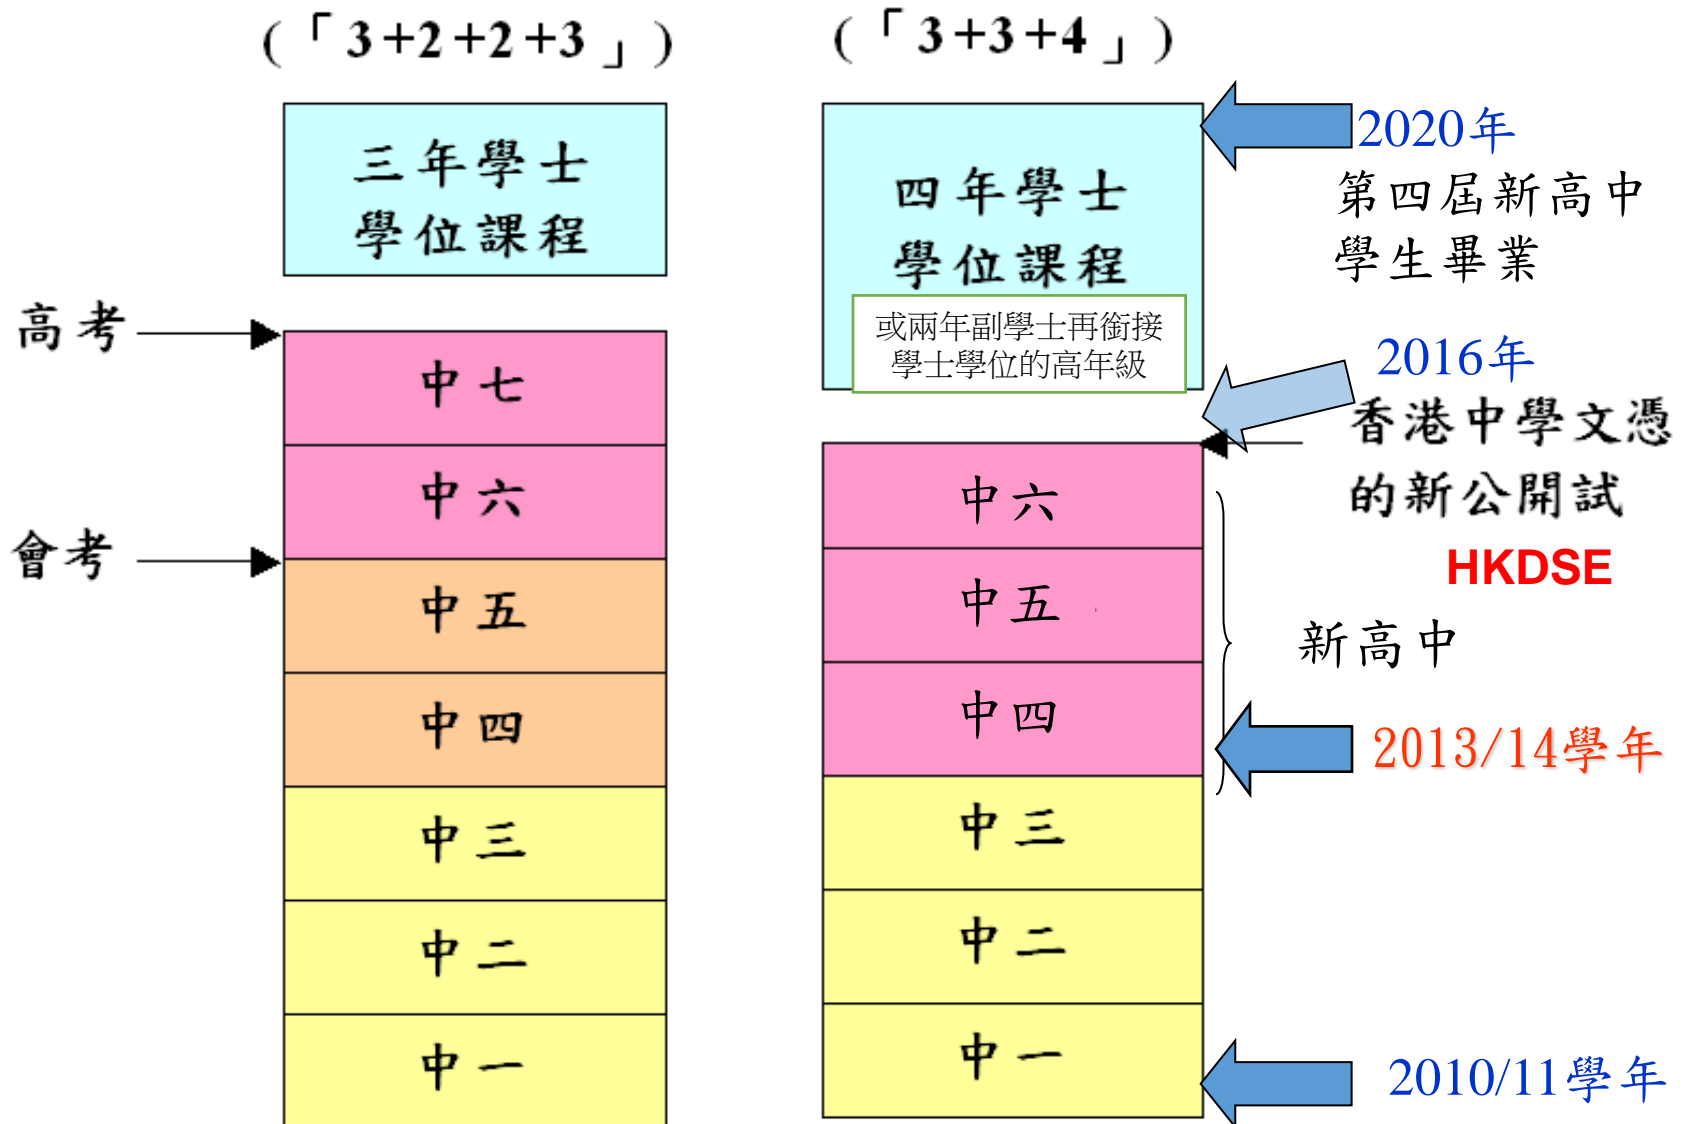 (「3+2+2+3」)
三年學士
學位課程
高考
中七
中六
會考
中五
中四
中三
中二
中一
(「3+3+4」)
四年學士
學位課程
或兩年副學士再銜接
學士學位的高年級
中六
中五
中四
中三
中二
中一
2020年
第四屆新高中
學生畢業
2016年
香港中學文憑
的新公開試
HKDSE
新高中
2013/14學年
2010/11學年